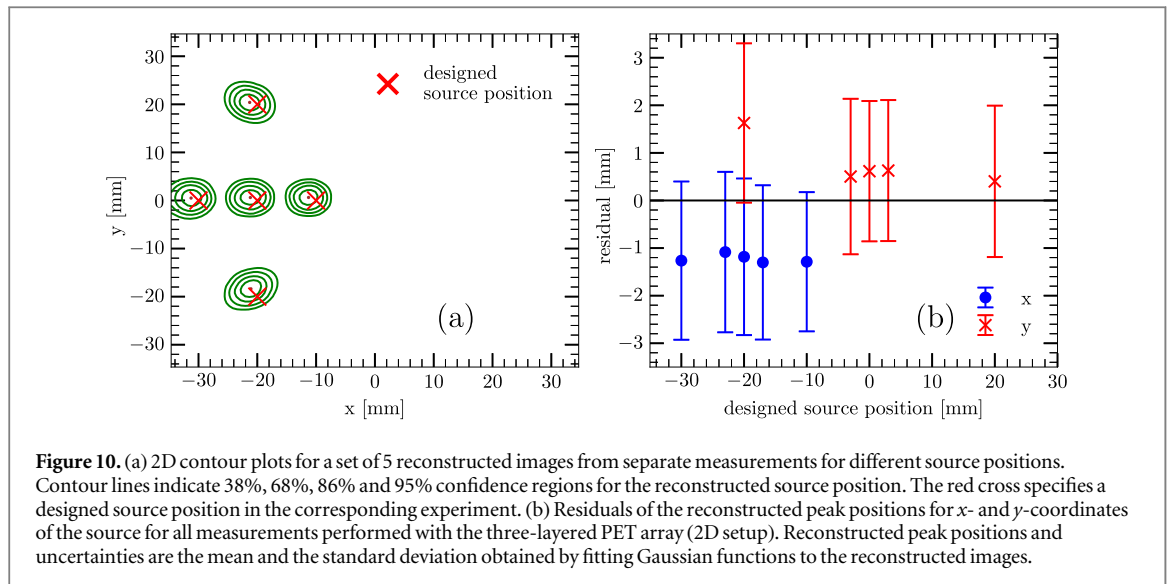 30
20
10
0
−10
−20
−30
y [mm]
−30 −20 −10 0 10 20 30
x [mm]
designed
source position
(a)
3
2
1
0
−1
−2
−3
residual [mm]
−30 −20 −10 0 10 20 30
designed source position [mm]
x
y
(b)
Figure 10. (a) 2D contour plots for a set of 5 reconstructed images from separate measurements for different source positions.
Contour lines indicate 38%, 68%, 86% and 95% confidence regions for the reconstructed source position. The red cross specifies a
designed source position in the corresponding experiment. (b) Residuals of the reconstructed peak positions for x- and y-coordinates
of the source for all measurements performed with the three-layered PET array (2D setup). Reconstructed peak positions and
uncertainties are the mean and the standard deviation obtained by fitting Gaussian functions to the reconstructed images.